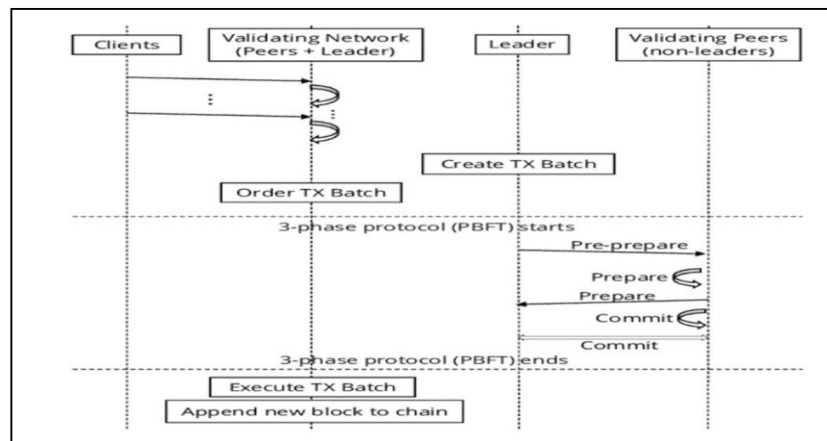 Clients
Validating Network
(Peers + Leader)
Leader
Validating Peers
(non-leaders)
...
...
Create TX Batch
Order TX Batch
3-phase protocol (PBFT) starts
Pre-prepare
Prepare
Prepare
Commit
Commit
3-phase protocol (PBFT) ends
Execute TX Batch
Append new block to chain